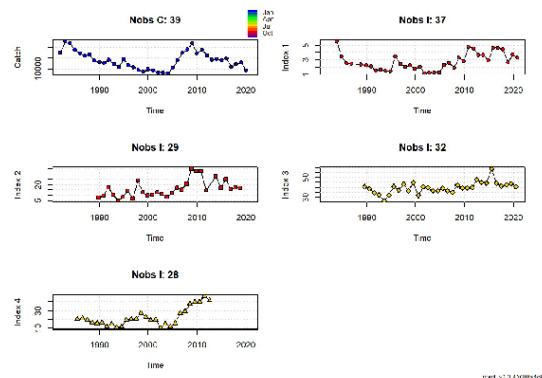 Nobs C: 39
Jan
Apr
Jul
Oct
Catch
10000
1990 2000 2010 2020
Time
Nobs I: 37
Index 1
1 3 5
1990 2000 2010 2020
Time
Nobs I: 29
Index 2
5 20
1990 2000 2010 2020
Time
Nobs I: 32
Index 3
30 50
1990 2000 2010 2020
Time
Nobs I: 28
Index 4
10 30
1990 2000 2010 2020
Time